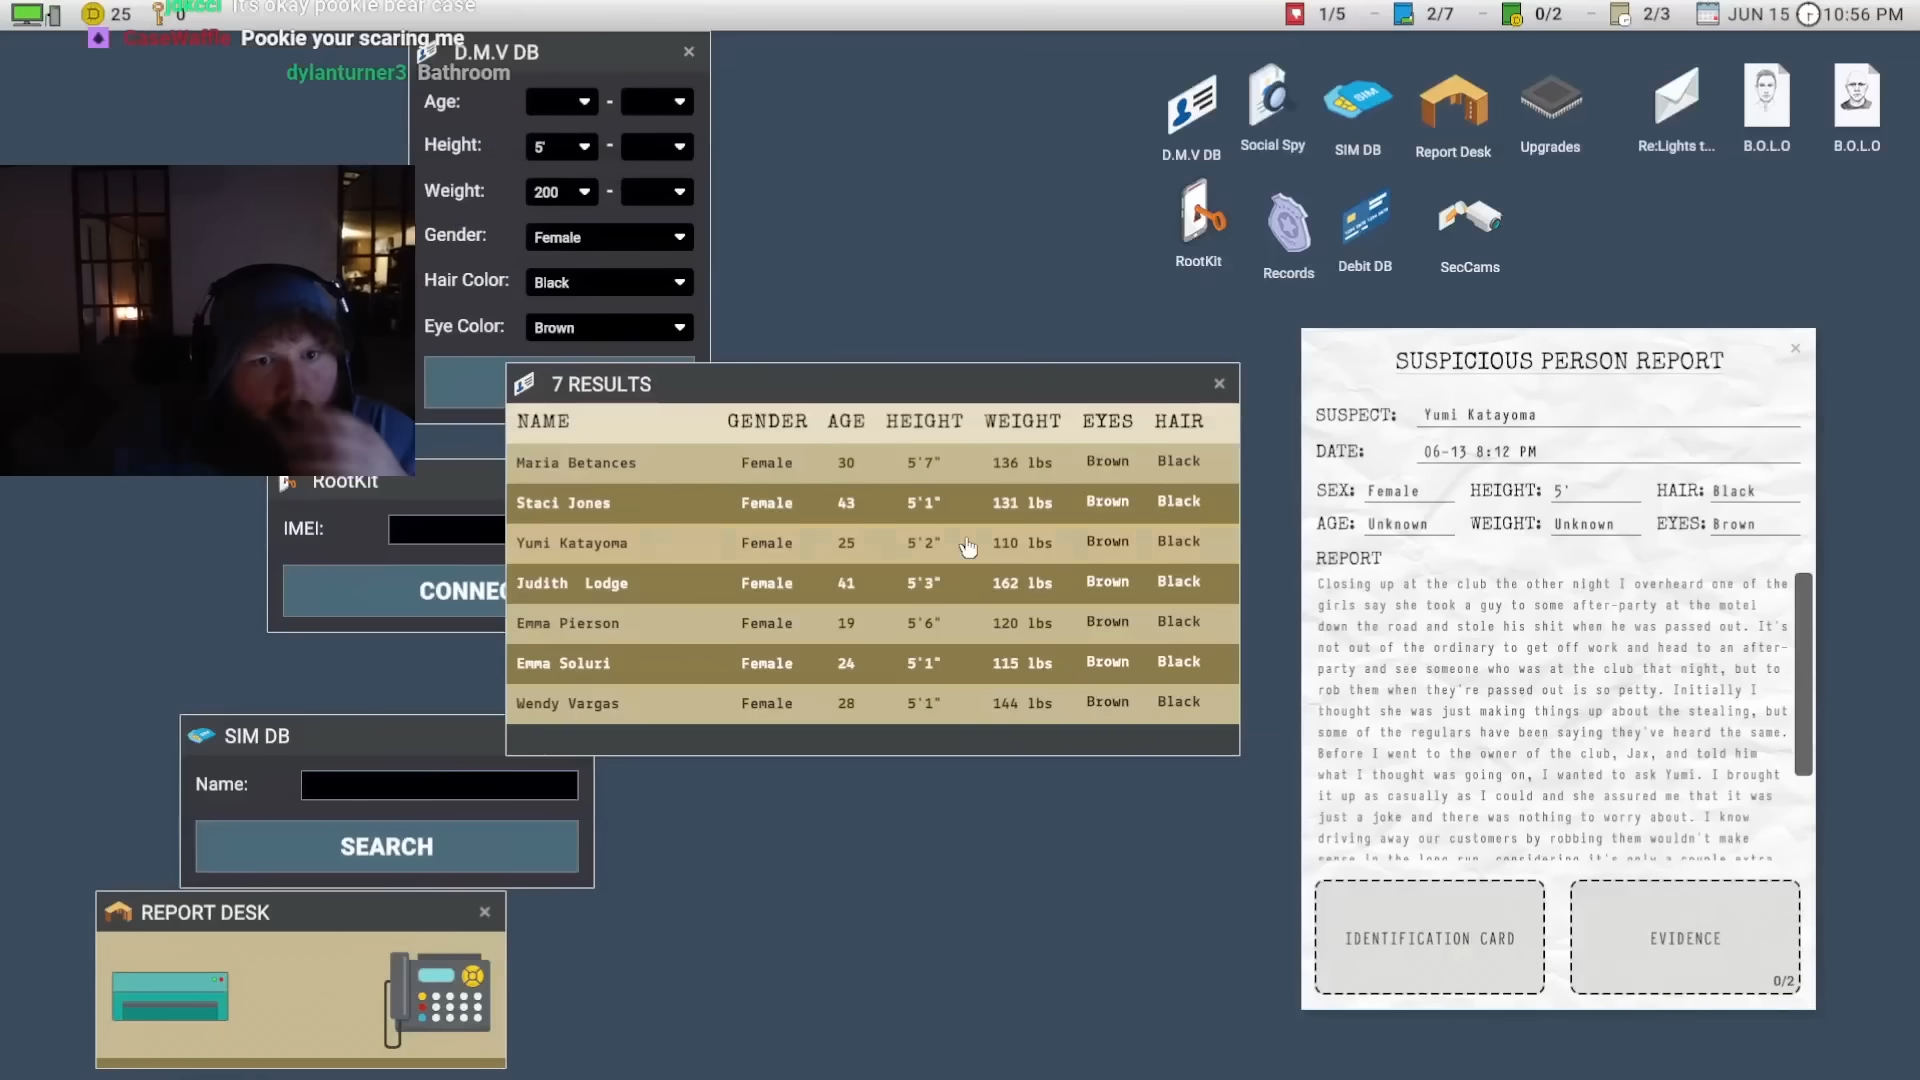 25
0
jdkccl It's okay pookie bear case
CaseWaffle Pookie your scaring me
dylanturner3 Bathroom
1/5
2/7
0/2
2/3
JUN 15
10:56 PM
D.M.V DB
Age:
Height: 5'
Weight: 200
Gender: Female
Hair Color: Black
Eye Color: Brown
D.M.V DB
Social Spy
SIM DB
Report Desk
Upgrades
Re:Lights t...
B.O.L.O
B.O.L.O
RootKit
Records
Debit DB
SecCams
7 RESULTS
NAME GENDER AGE HEIGHT WEIGHT EYES HAIR
Maria Betances Female 30 5'7" 136 lbs Brown Black
Staci Jones Female 43 5'1" 131 lbs Brown Black
Yumi Katayoma Female 25 5'2" 110 lbs Brown Black
Judith Lodge Female 41 5'3" 162 lbs Brown Black
Emma Pierson Female 19 5'6" 120 lbs Brown Black
Emma Soluri Female 24 5'1" 115 lbs Brown Black
Wendy Vargas Female 28 5'1" 144 lbs Brown Black
RootKit
IMEI:
CONNEC
SIM DB
Name:
SEARCH
REPORT DESK
SUSPICIOUS PERSON REPORT
SUSPECT: Yumi Katayoma
DATE: 06-13 8:12 PM
SEX: Female HEIGHT: 5' HAIR: Black
AGE: Unknown WEIGHT: Unknown EYES: Brown
REPORT
Closing up at the club the other night I overheard one of the
girls say she took a guy to some after-party at the motel
down the road and stole his shit when he was passed out. It's
not out of the ordinary to get off work and head to an after-
party and see someone who was at the club that night, but to
rob them when they're passed out is so petty. Initially I
thought she was just making things up about the stealing, but
some of the regulars have been saying they've heard the same.
Before I went to the owner of the club, Jax, and told him
what I thought was going on, I wanted to ask Yumi. I brought
it up as casually as I could and she assured me that it was
just a joke and there was nothing to worry about. I know
driving away our customers by robbing them wouldn't make
sense in the long run, considering it's only a couple extra
IDENTIFICATION CARD
EVIDENCE
0/2